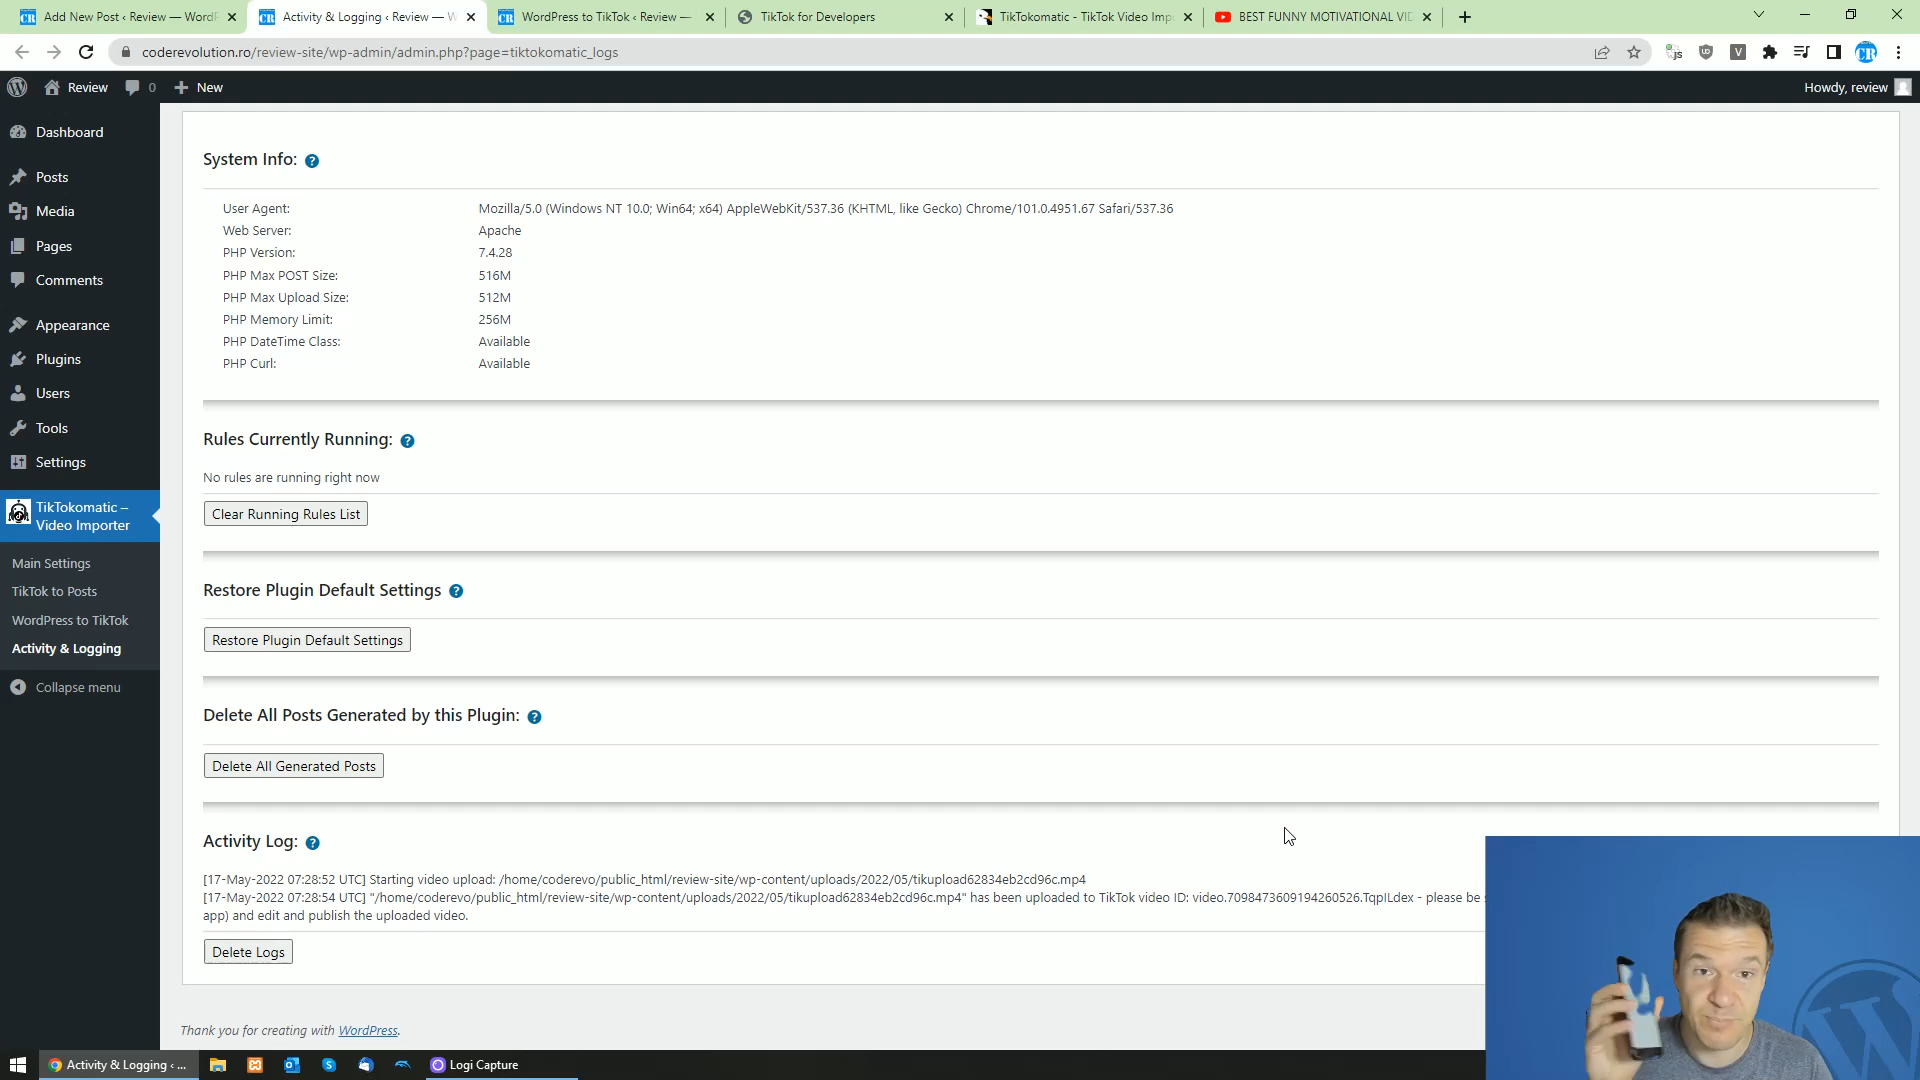 Add New Post ‹ Review — WordP
Activity & Logging ‹ Review — W
WordPress to TikTok ‹ Review —
TikTok for Developers
TikTokomatic - TikTok Video Imp
BEST FUNNY MOTIVATIONAL VID
coderevolution.ro/review-site/wp-admin/admin.php?page=tiktokomatic_logs
Review
0
New
Howdy, review
Dashboard
Posts
Media
Pages
Comments
Appearance
Plugins
Users
Tools
Settings
TikTokomatic –
Video Importer
Main Settings
TikTok to Posts
WordPress to TikTok
Activity & Logging
Collapse menu
System Info:
User Agent: Mozilla/5.0 (Windows NT 10.0; Win64; x64) AppleWebKit/537.36 (KHTML, like Gecko) Chrome/101.0.4951.67 Safari/537.36
Web Server: Apache
PHP Version: 7.4.28
PHP Max POST Size: 516M
PHP Max Upload Size: 512M
PHP Memory Limit: 256M
PHP DateTime Class: Available
PHP Curl: Available
Rules Currently Running:
No rules are running right now
Clear Running Rules List
Restore Plugin Default Settings
Restore Plugin Default Settings
Delete All Posts Generated by this Plugin:
Delete All Generated Posts
Activity Log:
[17-May-2022 07:28:52 UTC] Starting video upload: /home/coderevo/public_html/review-site/wp-content/uploads/2022/05/tikupload62834eb2cd96c.mp4
[17-May-2022 07:28:54 UTC] "/home/coderevo/public_html/review-site/wp-content/uploads/2022/05/tikupload62834eb2cd96c.mp4" has been uploaded to TikTok video ID: video.7098473609194260526.TqpILdex - please be
app) and edit and publish the uploaded video.
Delete Logs
Thank you for creating with WordPress.
Activity & Logging ‹ ...
Logi Capture